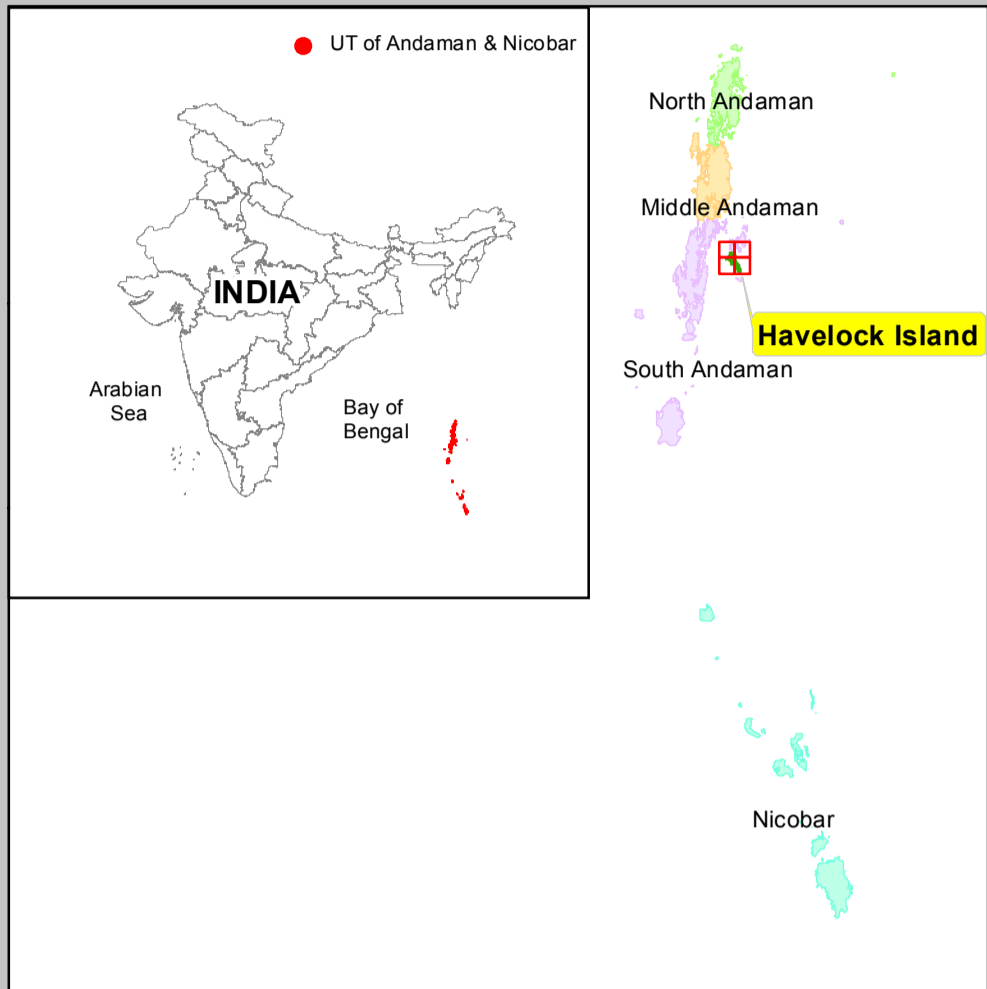 UT of Andaman & Nicobar
INDIA
Arabian
Sea
Bay of
Bengal
North Andaman
Middle Andaman
Havelock Island
South Andaman
Nicobar